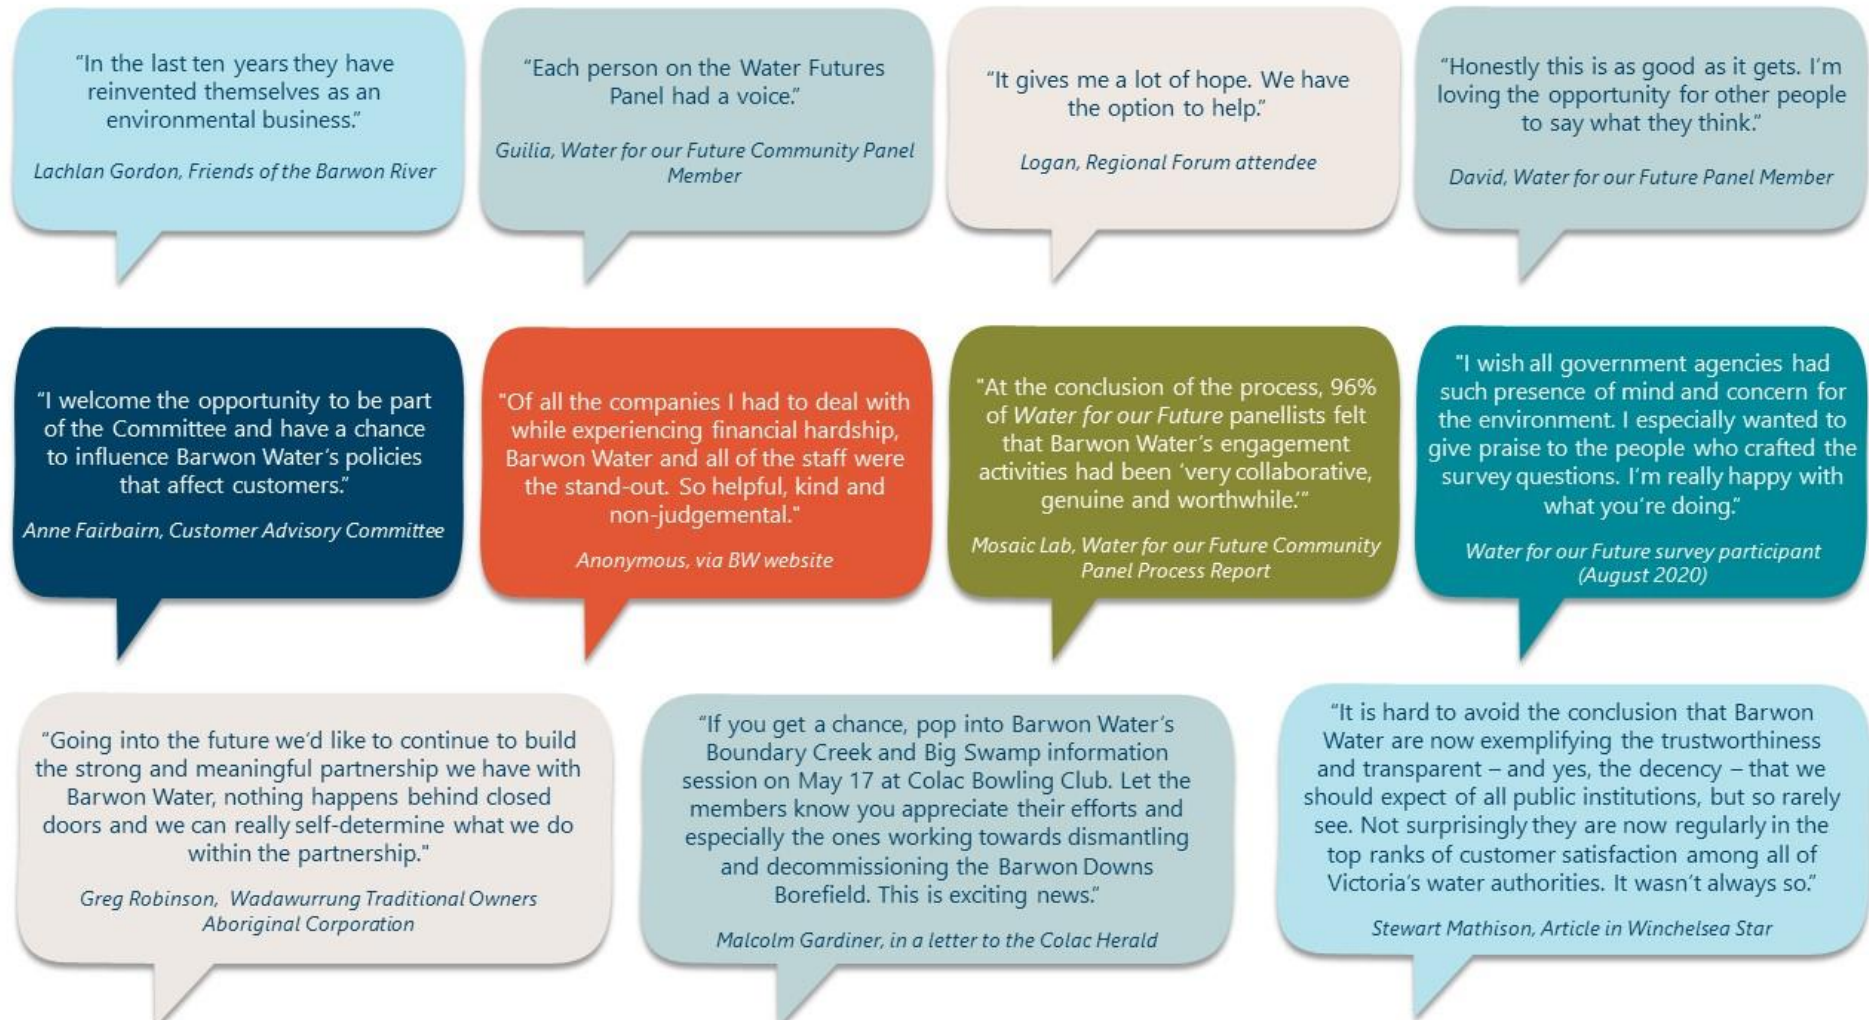 “In the last ten years they have
reinvented themselves as an
environmental business.”
Lachlan Gordon, Friends of the Barwon River
“Each person on the Water Futures
Panel had a voice.”
Guilia, Water for our Future Community Panel
Member
“It gives me a lot of hope. We have
the option to help.”
Logan, Regional Forum attendee
“Honestly this is as good as it gets. I’m
loving the opportunity for other people
to say what they think.”
David, Water for our Future Panel Member
“I welcome the opportunity to be part
of the Committee and have a chance
to influence Barwon Water’s policies
that affect customers.”
Anne Fairbairn, Customer Advisory Committee
"Of all the companies I had to deal with
while experiencing financial hardship,
Barwon Water and all of the staff were
the stand-out. So helpful, kind and
non-judgemental."
Anonymous, via BW website
"At the conclusion of the process, 96%
of Water for our Future panellists felt
that Barwon Water’s engagement
activities had been ‘very collaborative,
genuine and worthwhile.’”
Mosaic Lab, Water for our Future Community
Panel Process Report
"I wish all government agencies had
such presence of mind and concern for
the environment. I especially wanted to
give praise to the people who crafted the
survey questions. I’m really happy with
what you’re doing.”
Water for our Future survey participant
(August 2020)
“Going into the future we’d like to continue to build
the strong and meaningful partnership we have with
Barwon Water, nothing happens behind closed
doors and we can really self-determine what we do
within the partnership."
Greg Robinson, Wadawurrung Traditional Owners
Aboriginal Corporation
“If you get a chance, pop into Barwon Water’s
Boundary Creek and Big Swamp information
session on May 17 at Colac Bowling Club. Let the
members know you appreciate their efforts and
especially the ones working towards dismantling
and decommissioning the Barwon Downs
Borefield. This is exciting news.”
Malcolm Gardiner, in a letter to the Colac Herald
“It is hard to avoid the conclusion that Barwon
Water are now exemplifying the trustworthiness
and transparent – and yes, the decency – that we
should expect of all public institutions, but so rarely
see. Not surprisingly they are now regularly in the
top ranks of customer satisfaction among all of
Victoria’s water authorities. It wasn’t always so.”
Stewart Mathison, Article in Winchelsea Star